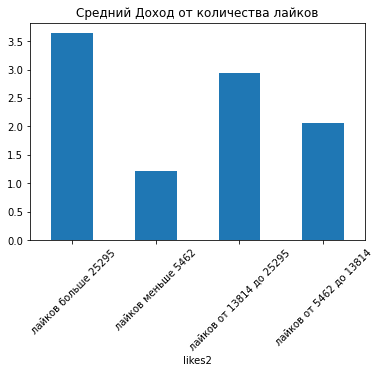 Средний Доход от количества лайков
3.5
3.0
2.5
2.0
1.5
1.0
0.5
0.0
лайков больше 25295
лайков меньше 5462
лайков от 13814 до 25295
лайков от 5462 до 13814
likes2